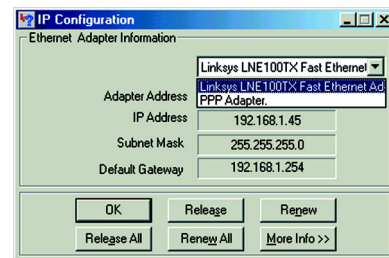 IP Configuration
Ethernet Adapter Information
Linksys LNE100TX Fast Ethernet
Linksys LNE100TX Fast Ethernet Ad
PPP Adapter.
Adapter Address
IP Address 192.168.1.45
Subnet Mask 255.255.255.0
Default Gateway 192.168.1.254
OK Release Renew
Release All Renew All More Info >>